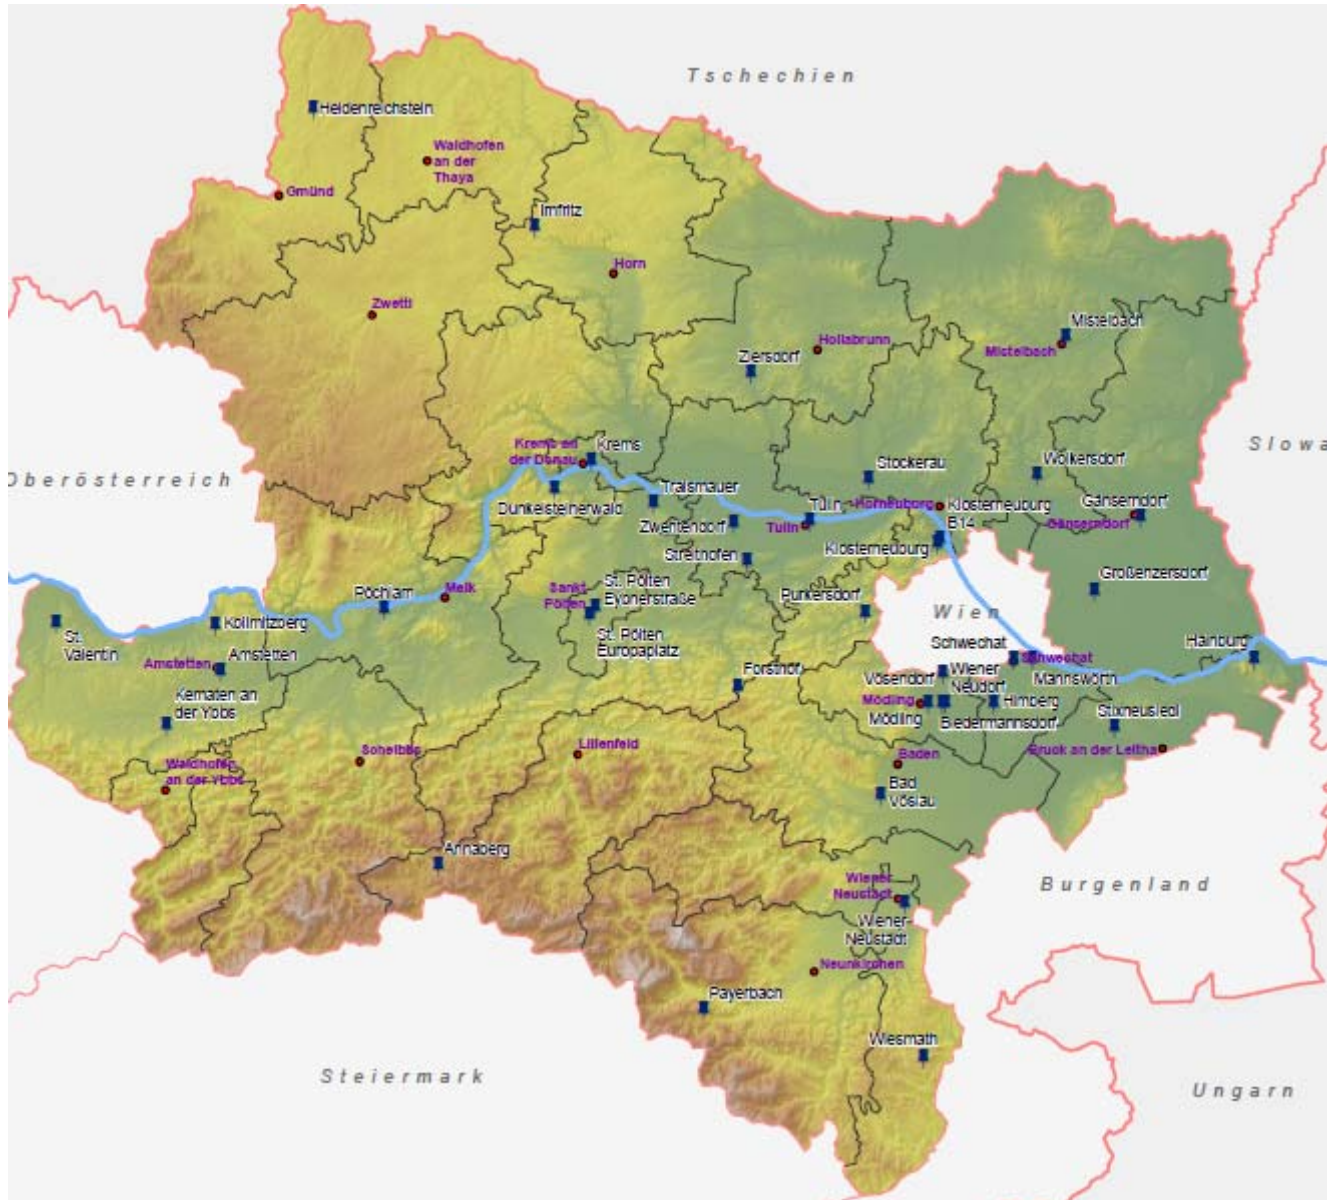 Tschechien
Heidenreichstein
Waldhofen
an der
Thaya
Gmünd
Irnfritz
Horn
Zwettl
Mistelbach
Hollabrunn
Mistelbach
Ziersdorf
Slowa
Krems an
der Donau
Krems
Oberösterreich
Stockerau
Wolkersdorf
Dunkelsteinerwald
Traismauer
Zwentendorf
Tulln
Tulln
Korneuburg
Klosterneuburg
B14
Gänserndorf
Gänserndorf
Klosterneuburg
Streithofen
Großenzersdorf
Pöchlarn
Melk
Sankt
Pölten
St. Pölten
Eybnerstraße
Purkersdorf
Wien
St.
Valentin
Kollmitzberg
St. Pölten
Europaplatz
Schwechat
Schwechat
Mannswörth
Hainburg
Amstetten
Amstetten
Forsthof
Vösendorf
Wiener
Neudorf
Kematen an
der Ybbs
Mödling
Mödling
Biedermannsdorf
Himberg
Stixneusiedl
Bruck an der Leitha
Scheibbs
Lilienfeld
Baden
Waidhofen
an der Ybbs
Bad
Vöslau
Annaberg
Wiener
Neustadt
Burgenland
Wiener-
Neustadt
Neunkirchen
Payerbach
Wiesmath
Steiermark
Ungarn